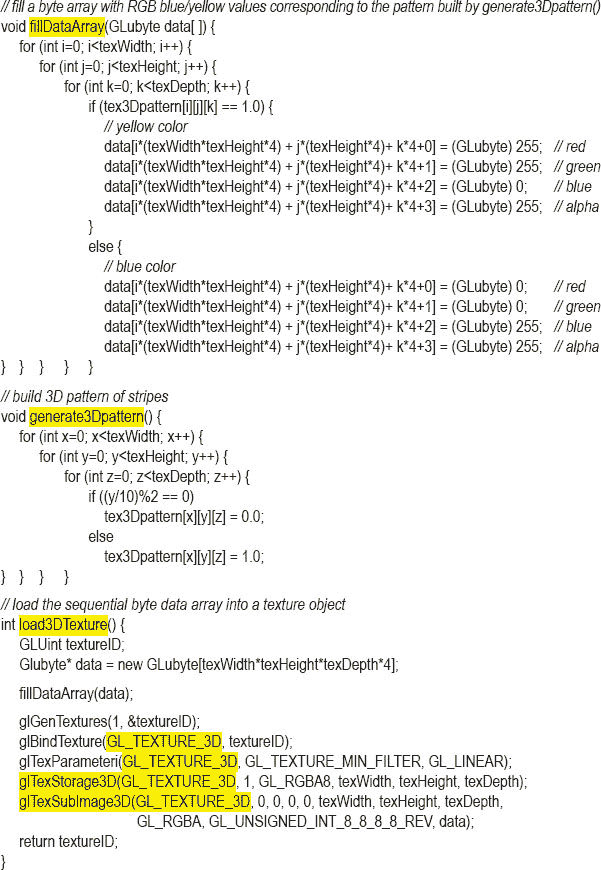 // fill a byte array with RGB blue/yellow values corresponding to the pattern built by generate3Dpattern()
void fillDataArray(GLubyte data[ ]) {
for (int i=0; i<texWidth; i++) {
for (int j=0; j<texHeight; j++) {
for (int k=0; k<texDepth; k++) {
if (tex3Dpattern[i][j][k] == 1.0) {
// yellow color
data[i*(texWidth*texHeight*4) + j*(texHeight*4)+ k*4+0] = (GLubyte) 255; // red
data[i*(texWidth*texHeight*4) + j*(texHeight*4)+ k*4+1] = (GLubyte) 255; // green
data[i*(texWidth*texHeight*4) + j*(texHeight*4)+ k*4+2] = (GLubyte) 0; // blue
data[i*(texWidth*texHeight*4) + j*(texHeight*4)+ k*4+3] = (GLubyte) 255; // alpha
}
else {
// blue color
data[i*(texWidth*texHeight*4) + j*(texHeight*4)+ k*4+0] = (GLubyte) 0; // red
data[i*(texWidth*texHeight*4) + j*(texHeight*4)+ k*4+1] = (GLubyte) 0; // green
data[i*(texWidth*texHeight*4) + j*(texHeight*4)+ k*4+2] = (GLubyte) 255; // blue
data[i*(texWidth*texHeight*4) + j*(texHeight*4)+ k*4+3] = (GLubyte) 255; // alpha
} } } } }
// build 3D pattern of stripes
void generate3Dpattern() {
for (int x=0; x<texWidth; x++) {
for (int y=0; y<texHeight; y++) {
for (int z=0; z<texDepth; z++) {
if ((y/10)%2 == 0)
tex3Dpattern[x][y][z] = 0.0;
else
tex3Dpattern[x][y][z] = 1.0;
} } } }
// load the sequential byte data array into a texture object
int load3DTexture() {
GLUint textureID;
Glubyte* data = new GLubyte[texWidth*texHeight*texDepth*4];
fillDataArray(data);
glGenTextures(1, &textureID);
glBindTexture(GL_TEXTURE_3D, textureID);
glTexParameteri(GL_TEXTURE_3D, GL_TEXTURE_MIN_FILTER, GL_LINEAR);
glTexStorage3D(GL_TEXTURE_3D, 1, GL_RGBA8, texWidth, texHeight, texDepth);
glTexSubImage3D(GL_TEXTURE_3D, 0, 0, 0, 0, texWidth, texHeight, texDepth,
GL_RGBA, GL_UNSIGNED_INT_8_8_8_8_REV, data);
return textureID;
}